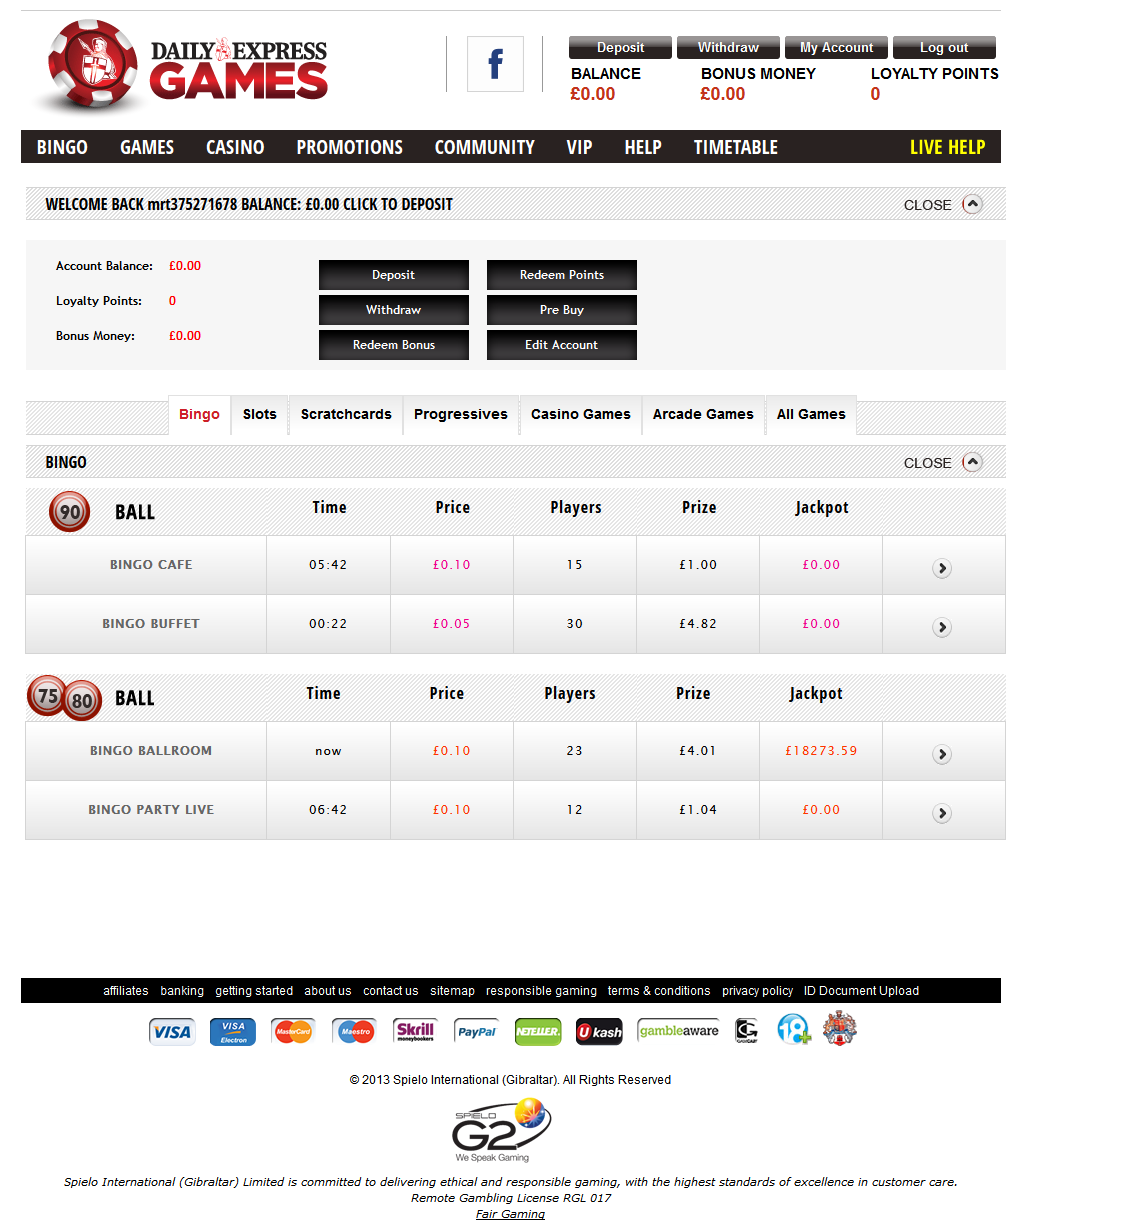 DAILY EXPRESS
GAMES
f
Deposit Withdraw My Account Log out
BALANCE BONUS MONEY LOYALTY POINTS
£0.00 £0.00 0
BINGO GAMES CASINO PROMOTIONS COMMUNITY VIP HELP TIMETABLE LIVE HELP
WELCOME BACK mrt375271678 BALANCE: £0.00 CLICK TO DEPOSIT CLOSE
Account Balance: £0.00 Deposit Redeem Points
Loyalty Points: 0 Withdraw Pre Buy
Bonus Money: £0.00 Redeem Bonus Edit Account
Bingo Slots Scratchcards Progressives Casino Games Arcade Games All Games
BINGO CLOSE
90 BALL Time Price Players Prize Jackpot
BINGO CAFE 05:42 £0.10 15 £1.00 £0.00
BINGO BUFFET 00:22 £0.05 30 £4.82 £0.00
75 80 BALL Time Price Players Prize Jackpot
BINGO BALLROOM now £0.10 23 £4.01 £18273.59
BINGO PARTY LIVE 06:42 £0.10 12 £1.04 £0.00
affiliates banking getting started about us contact us sitemap responsible gaming terms & conditions privacy policy ID Document Upload
VISA VISA Electron MasterCard Maestro Skrill moneybookers PayPal NETELLER Ukash gambleaware G GamCARE 18+
© 2013 Spielo International (Gibraltar). All Rights Reserved
SPIELO
G2
We Speak Gaming
Spielo International (Gibraltar) Limited is committed to delivering ethical and responsible gaming, with the highest standards of excellence in customer care.
Remote Gambling License RGL 017
Fair Gaming